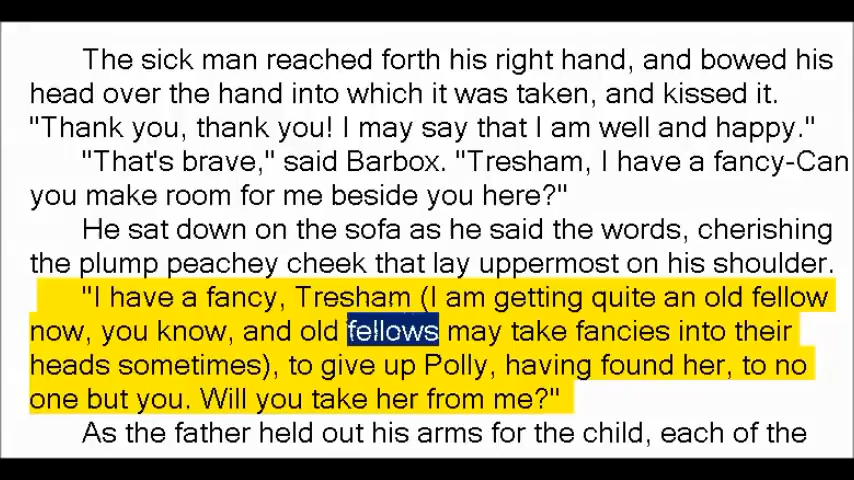 The sick man reached forth his right hand, and bowed his
head over the hand into which it was taken, and kissed it.
"Thank you, thank you! I may say that I am well and happy."
"That's brave," said Barbox. "Tresham, I have a fancy-Can
you make room for me beside you here?"
He sat down on the sofa as he said the words, cherishing
the plump peachey cheek that lay uppermost on his shoulder.
"I have a fancy, Tresham (I am getting quite an old fellow
now, you know, and old fellows may take fancies into their
heads sometimes), to give up Polly, having found her, to no
one but you. Will you take her from me?"
As the father held out his arms for the child, each of the